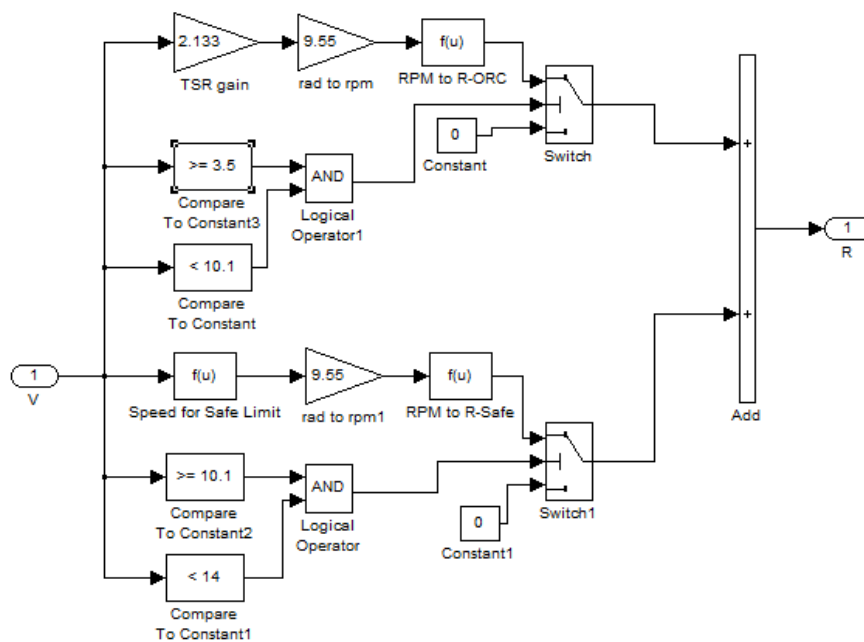 2.133
TSR gain
9.55
rad to rpm
f(u)
RPM to R-ORC
0
Constant
Switch
>= 3.5
Compare
To Constant3
AND
Logical
Operator1
< 10.1
Compare
To Constant
+
+
Add
1
R
1
V
f(u)
Speed for Safe Limit
9.55
rad to rpm1
f(u)
RPM to R-Safe
>= 10.1
Compare
To Constant2
AND
Logical
Operator
0
Constant1
Switch1
< 14
Compare
To Constant1